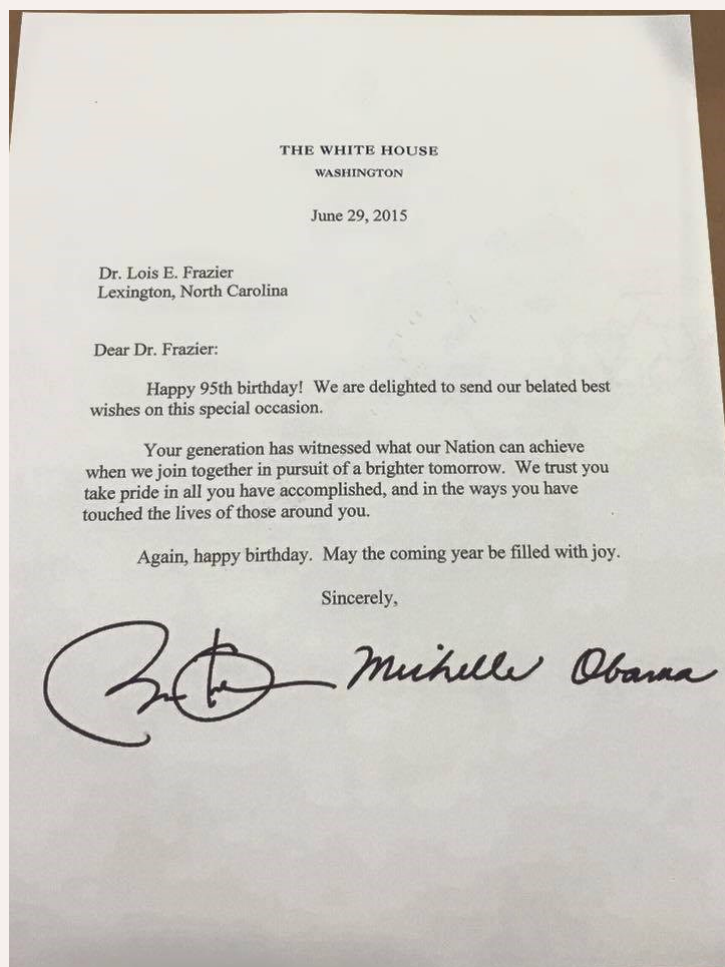 THE WHITE HOUSE
WASHINGTON
June 29, 2015
Dr. Lois E. Frazier
Lexington, North Carolina
Dear Dr. Frazier:
Happy 95th birthday! We are delighted to send our belated best
wishes on this special occasion.
Your generation has witnessed what our Nation can achieve
when we join together in pursuit of a brighter tomorrow. We trust you
take pride in all you have accomplished, and in the ways you have
touched the lives of those around you.
Again, happy birthday. May the coming year be filled with joy.
Sincerely,
Michelle Obama